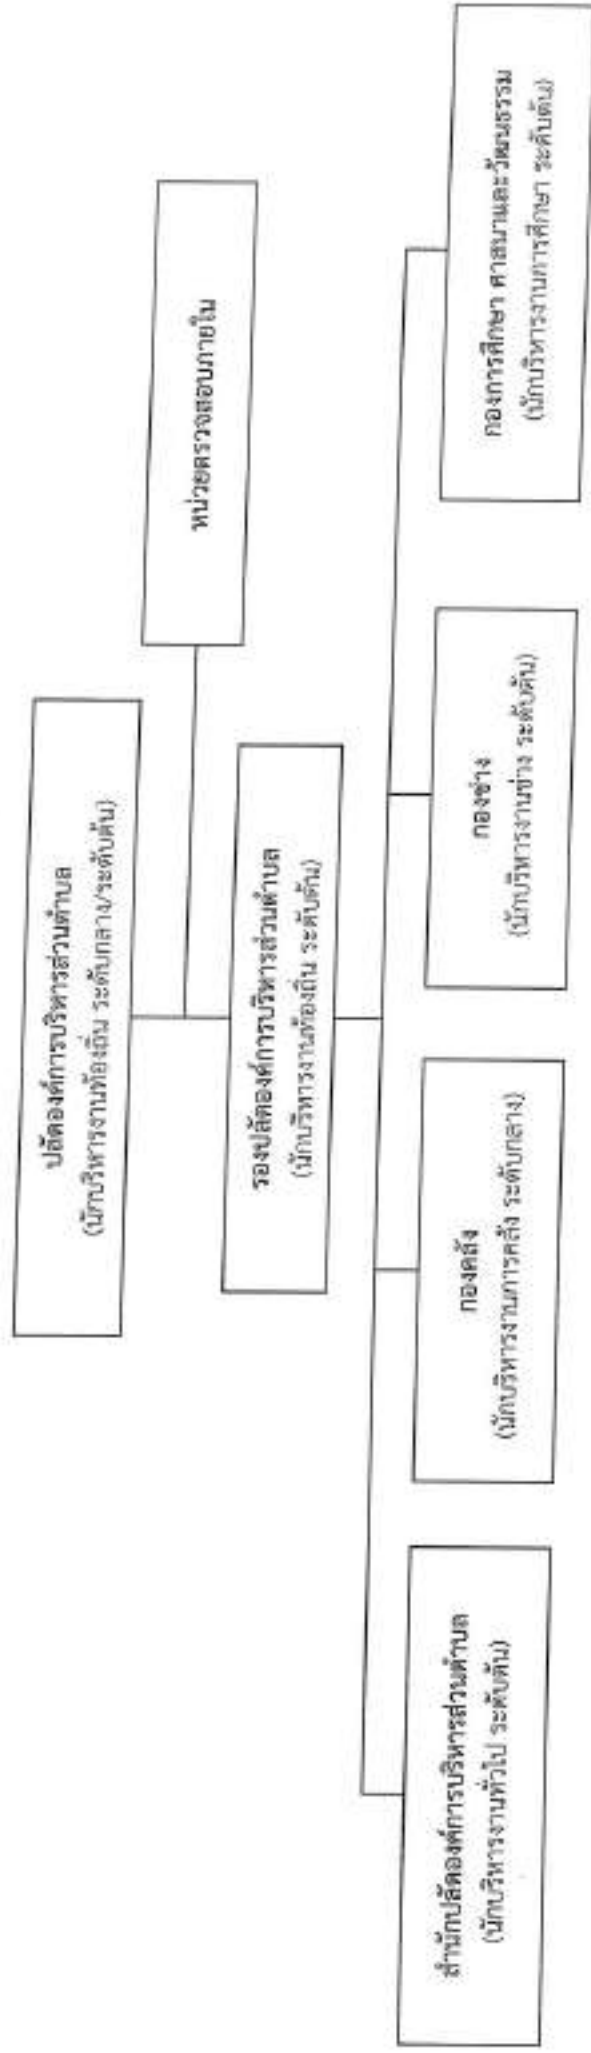 ปลัดองค์การบริหารส่วนตำบล
(นักบริหารงานท้องถิ่น ระดับกลาง/ระดับต้น)
หน่วยตรวจสอบภายใน
รองปลัดองค์การบริหารส่วนตำบล
(นักบริหารงานท้องถิ่น ระดับต้น)
สำนักปลัดองค์การบริหารส่วนตำบล
(นักบริหารงานทั่วไป ระดับต้น)
กองคลัง
(นักบริหารงานการคลัง ระดับกลาง)
กองช่าง
(นักบริหารงานช่าง ระดับต้น)
กองการศึกษา ศาสนาและวัฒนธรรม
(นักบริหารงานการศึกษา ระดับต้น)